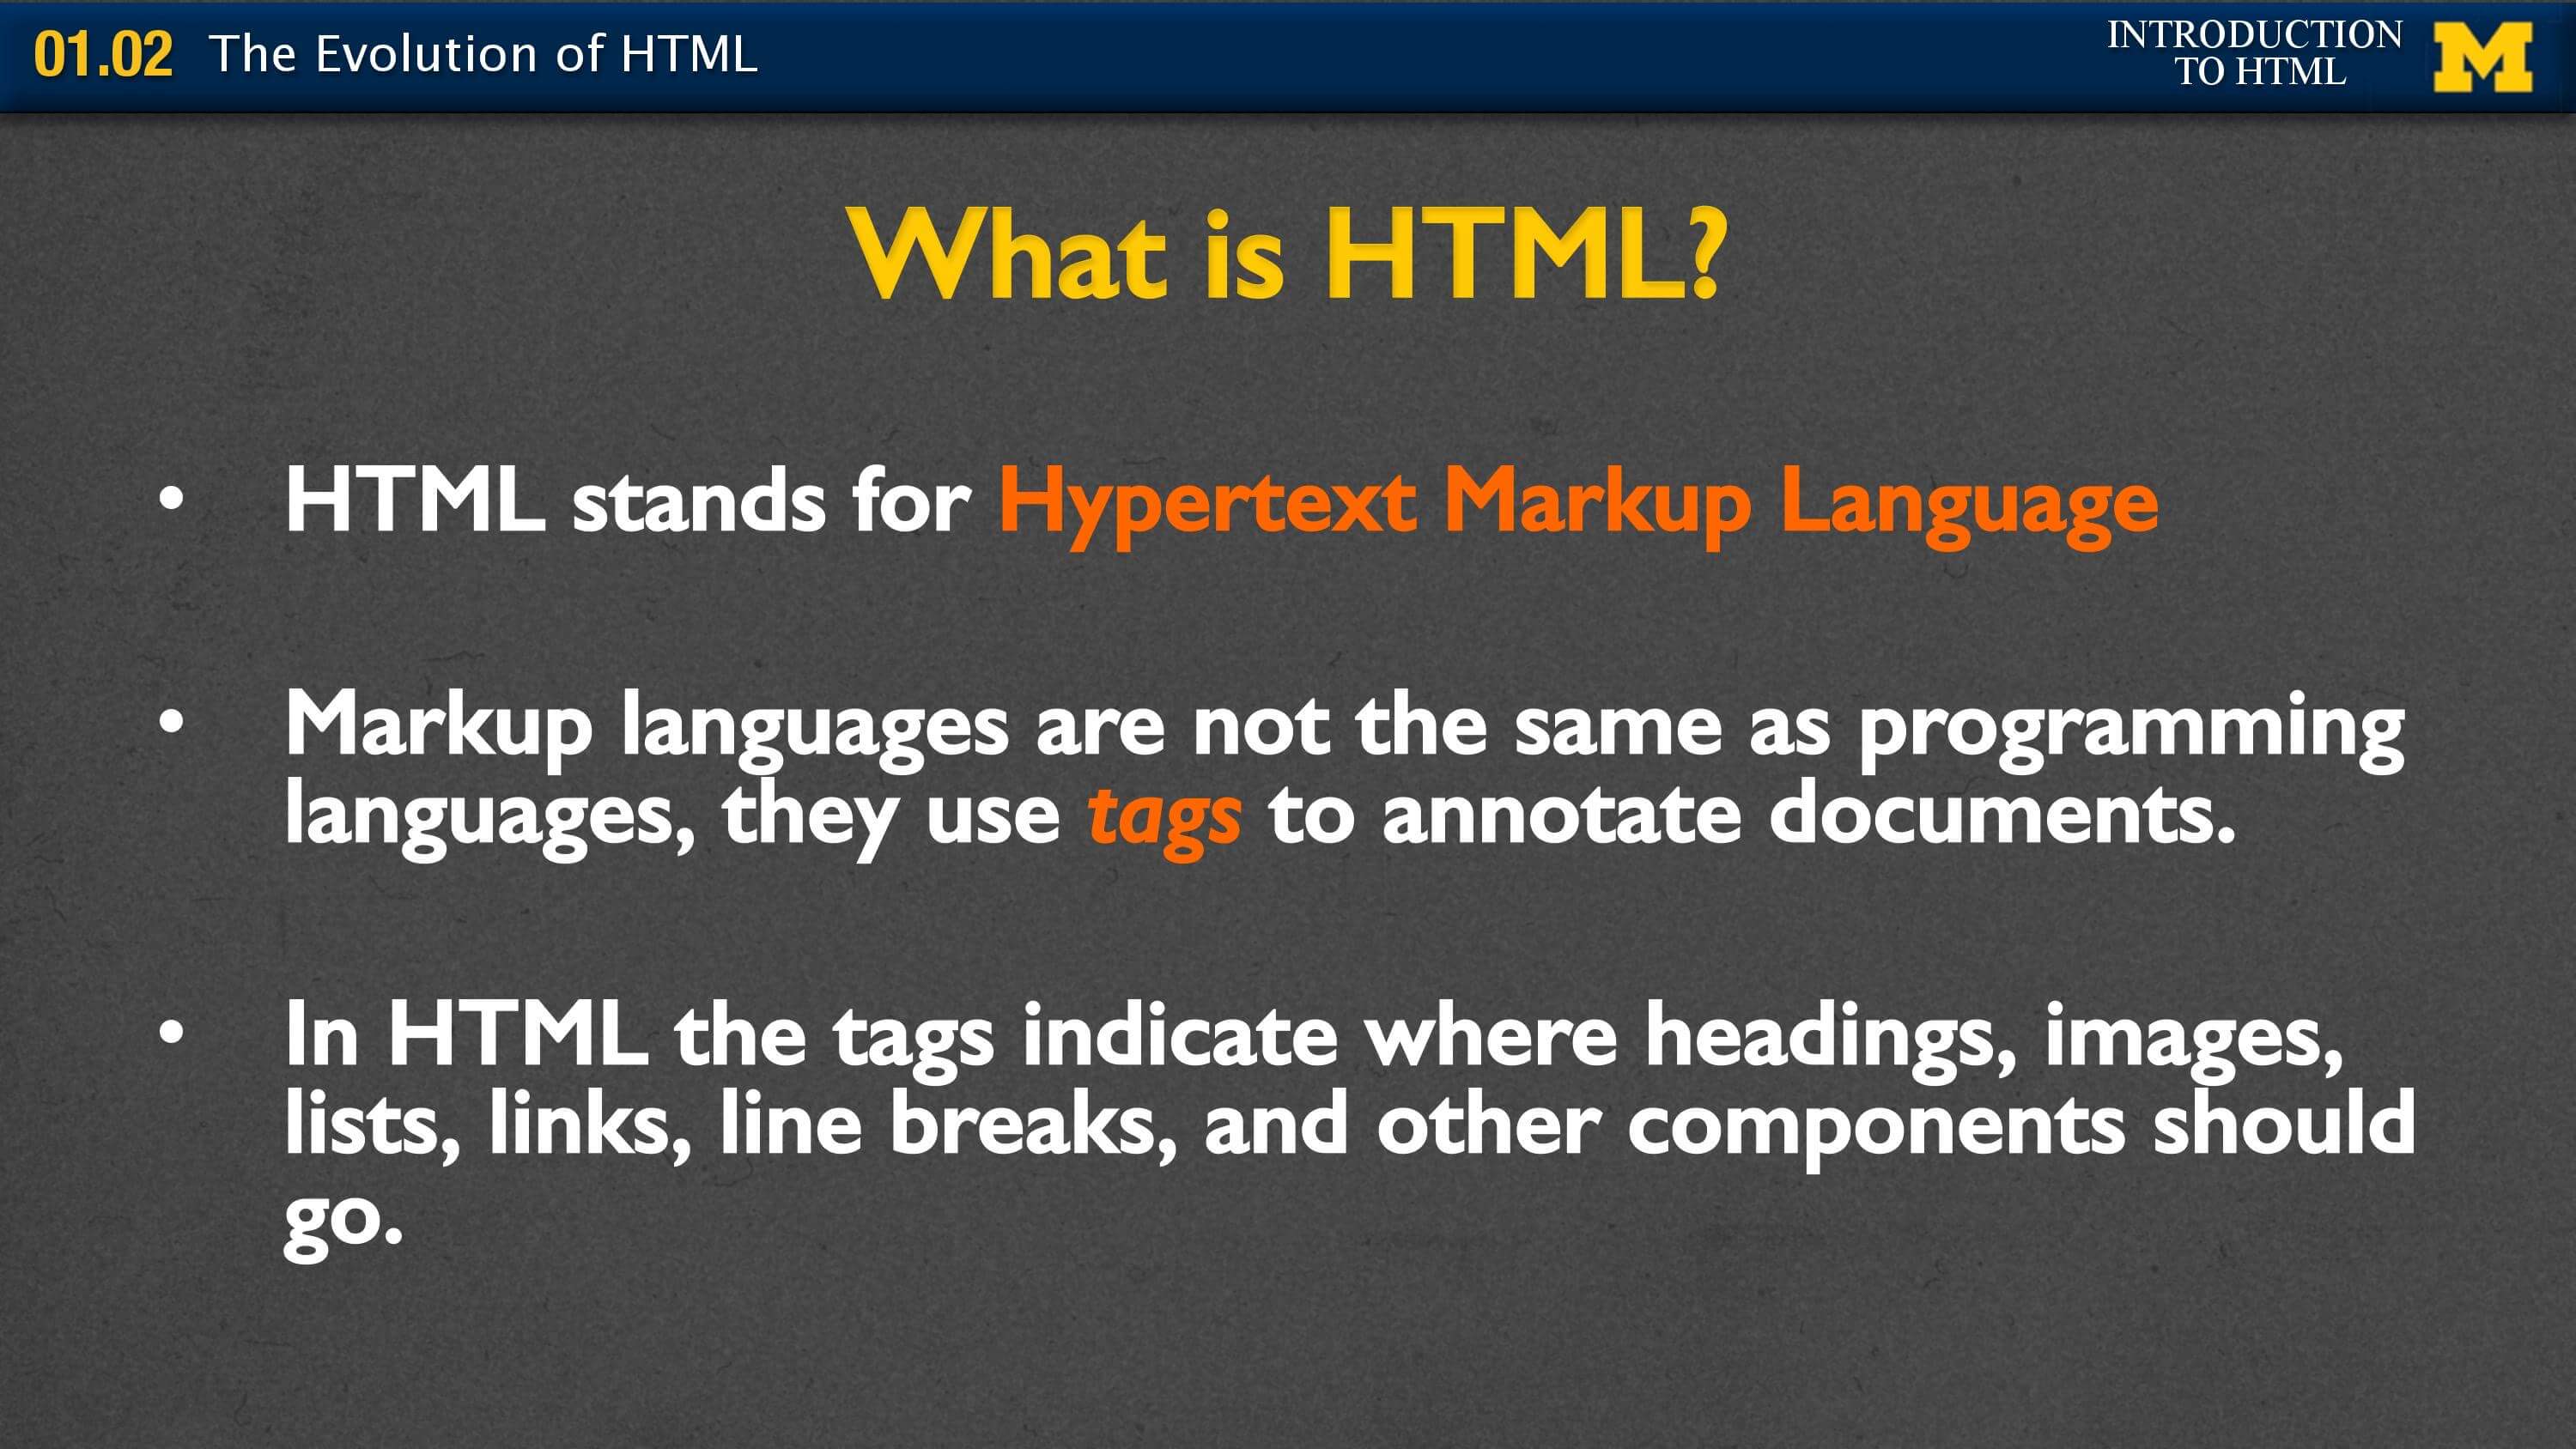 01.02 The Evolution of HTML
INTRODUCTION
TO HTML
M
What is HTML?
• HTML stands for Hypertext Markup Language
• Markup languages are not the same as programming
languages, they use tags to annotate documents.
• In HTML the tags indicate where headings, images,
lists, links, line breaks, and other components should
go.